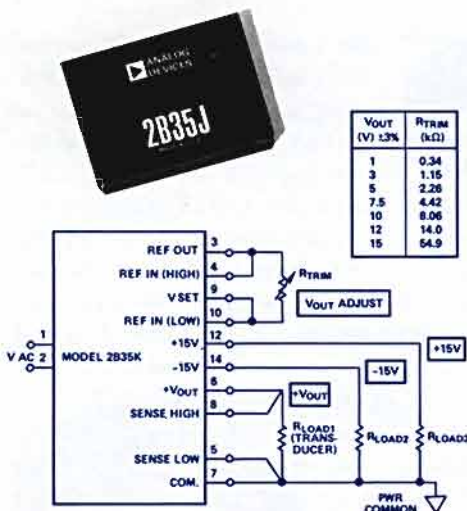 ANALOG
DEVICES
2B35J
VOUT
(V) ±3%
RTRIM
(kΩ)
1 0.34
3 1.15
5 2.26
7.5 4.42
10 8.06
12 14.0
15 54.9
V AC
1
2
MODEL 2B35K
REF OUT 3
REF IN (HIGH) 4
V SET 9
REF IN (LOW) 10
+15V 12
-15V 14
+VOUT 6
SENSE HIGH 8
SENSE LOW 5
COM. 7
RTRIM
VOUT ADJUST
+15V
-15V
+VOUT
RLOAD1
(TRANS-
DUCER)
RLOAD2
RLOAD3
PWR
COMMON